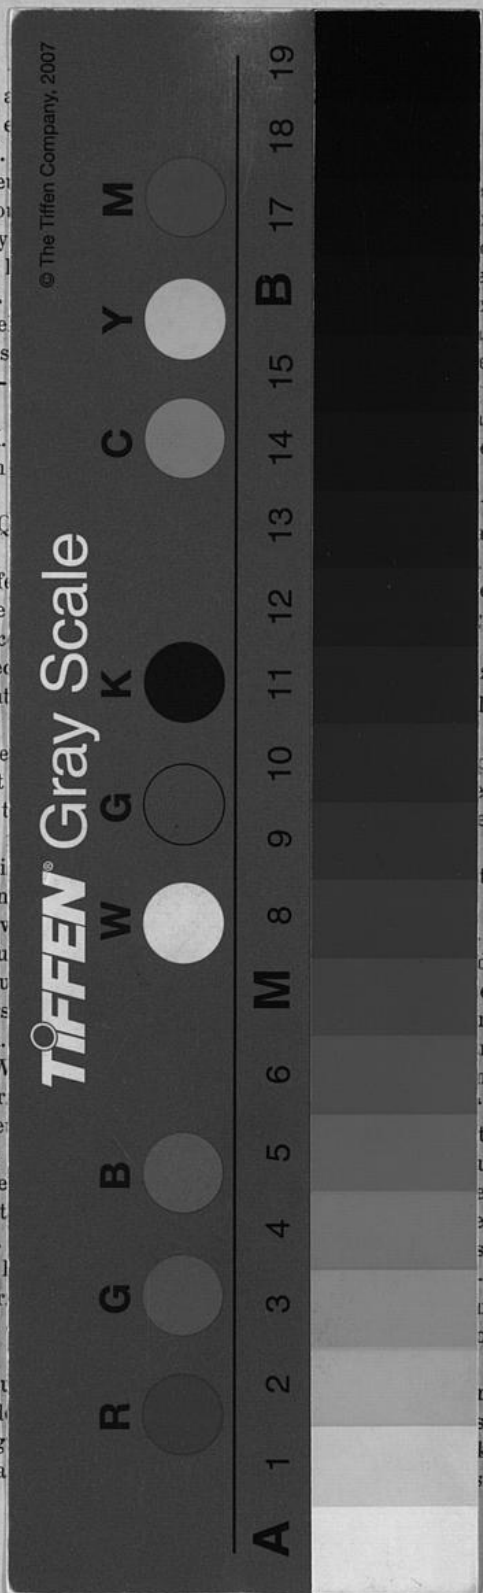 © The Tiffen Company, 2007
TIFFEN® Gray Scale
R G B W G K C Y M
A 1 2 3 4 5 6 M 8 9 10 11 12 13 14 15 B 17 18 19